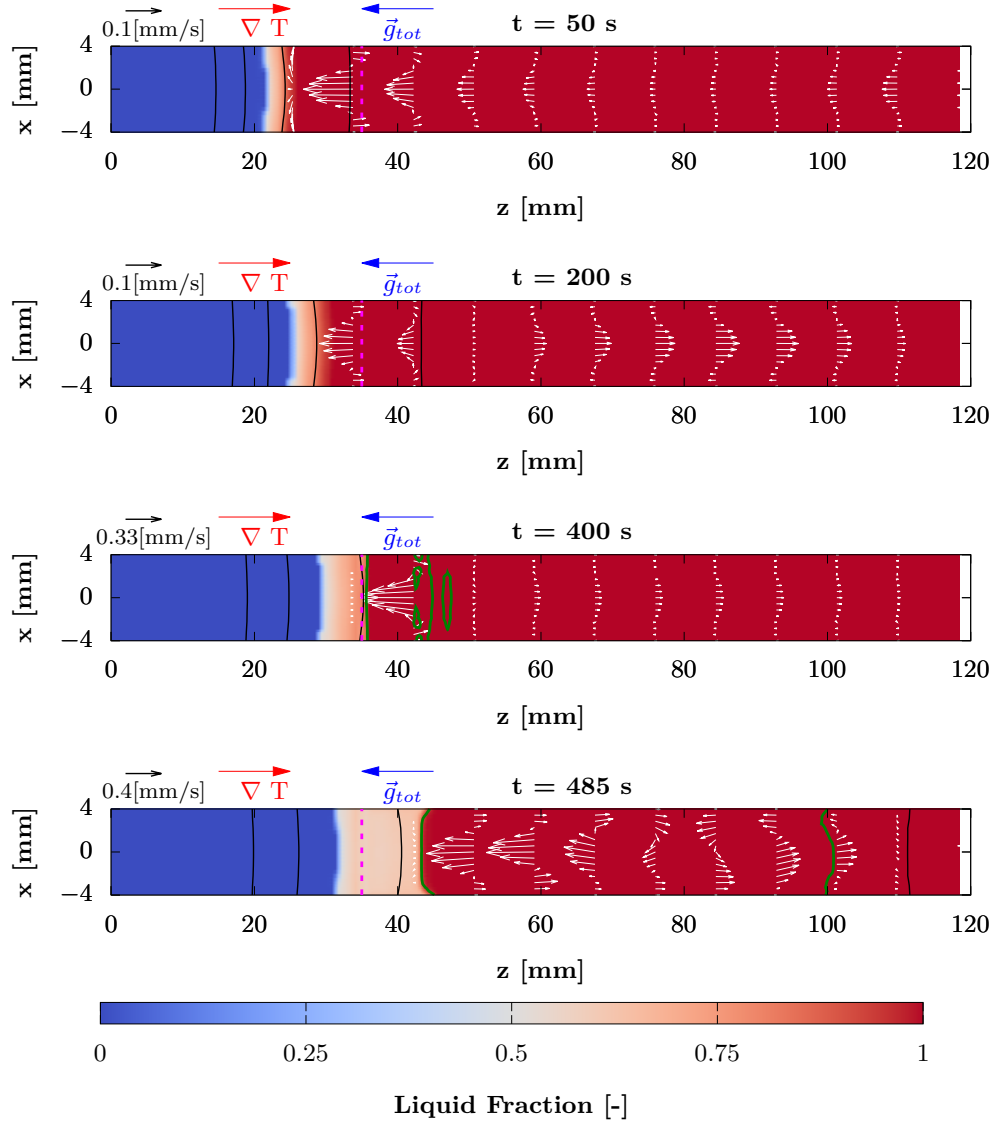 0.1[mm/s] ∇ T g⃗tot t = 50 s
x [mm]
4
0
−4
0 20 40 60 80 100 120
z [mm]
0.1[mm/s] ∇ T g⃗tot t = 200 s
x [mm]
4
0
−4
0 20 40 60 80 100 120
z [mm]
0.33[mm/s] ∇ T g⃗tot t = 400 s
x [mm]
4
0
−4
0 20 40 60 80 100 120
z [mm]
0.4[mm/s] ∇ T g⃗tot t = 485 s
x [mm]
4
0
−4
0 20 40 60 80 100 120
z [mm]
0 0.25 0.5 0.75 1
Liquid Fraction [-]